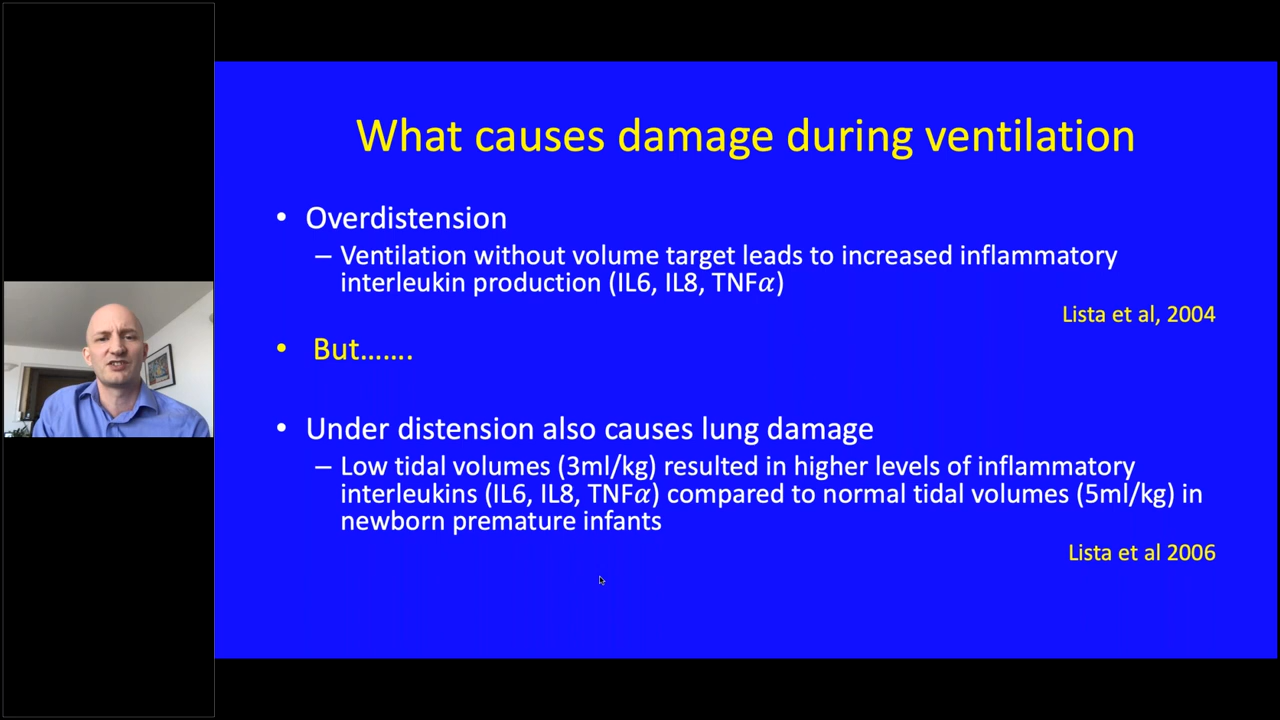 What causes damage during ventilation
• Overdistension
– Ventilation without volume target leads to increased inflammatory
interleukin production (IL6, IL8, TNFα)
Lista et al, 2004
• But…….
• Under distension also causes lung damage
– Low tidal volumes (3ml/kg) resulted in higher levels of inflammatory
interleukins (IL6, IL8, TNFα) compared to normal tidal volumes (5ml/kg) in
newborn premature infants
Lista et al 2006